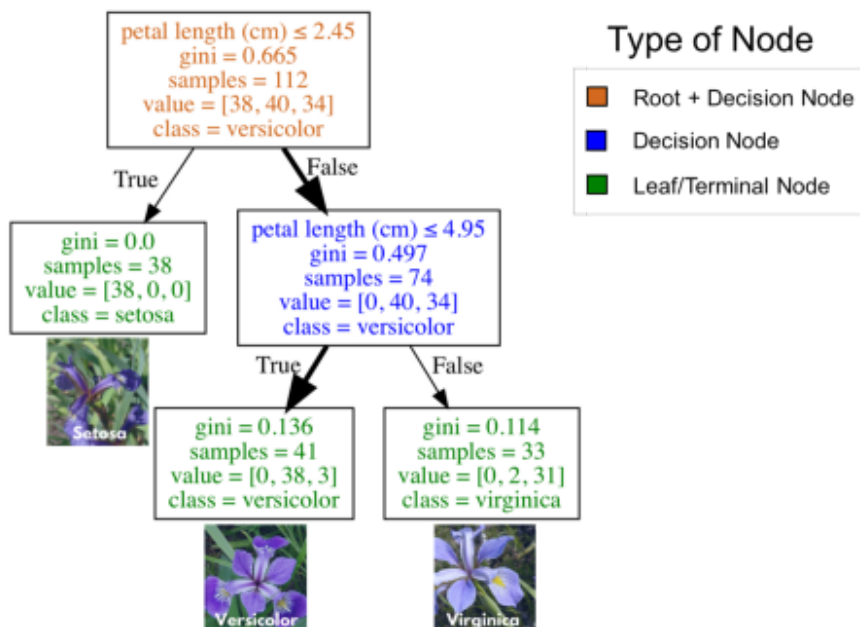 petal length (cm) ≤ 2.45
gini = 0.665
samples = 112
value = [38, 40, 34]
class = versicolor
Type of Node
Root + Decision Node
Decision Node
Leaf/Terminal Node
True
False
gini = 0.0
samples = 38
value = [38, 0, 0]
class = setosa
Setosa
petal length (cm) ≤ 4.95
gini = 0.497
samples = 74
value = [0, 40, 34]
class = versicolor
True
False
gini = 0.136
samples = 41
value = [0, 38, 3]
class = versicolor
Versicolor
gini = 0.114
samples = 33
value = [0, 2, 31]
class = virginica
Virginica